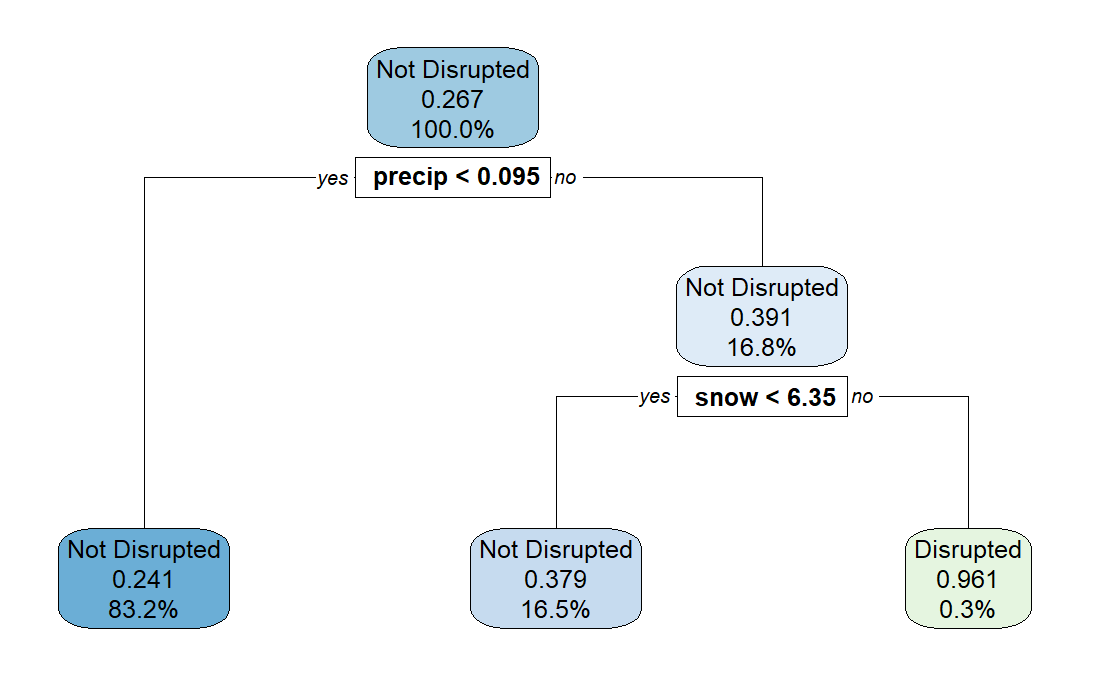 Not Disrupted
0.267
100.0%
yes precip < 0.095 no
Not Disrupted
0.391
16.8%
yes snow < 6.35 no
Not Disrupted
0.241
83.2%
Not Disrupted
0.379
16.5%
Disrupted
0.961
0.3%